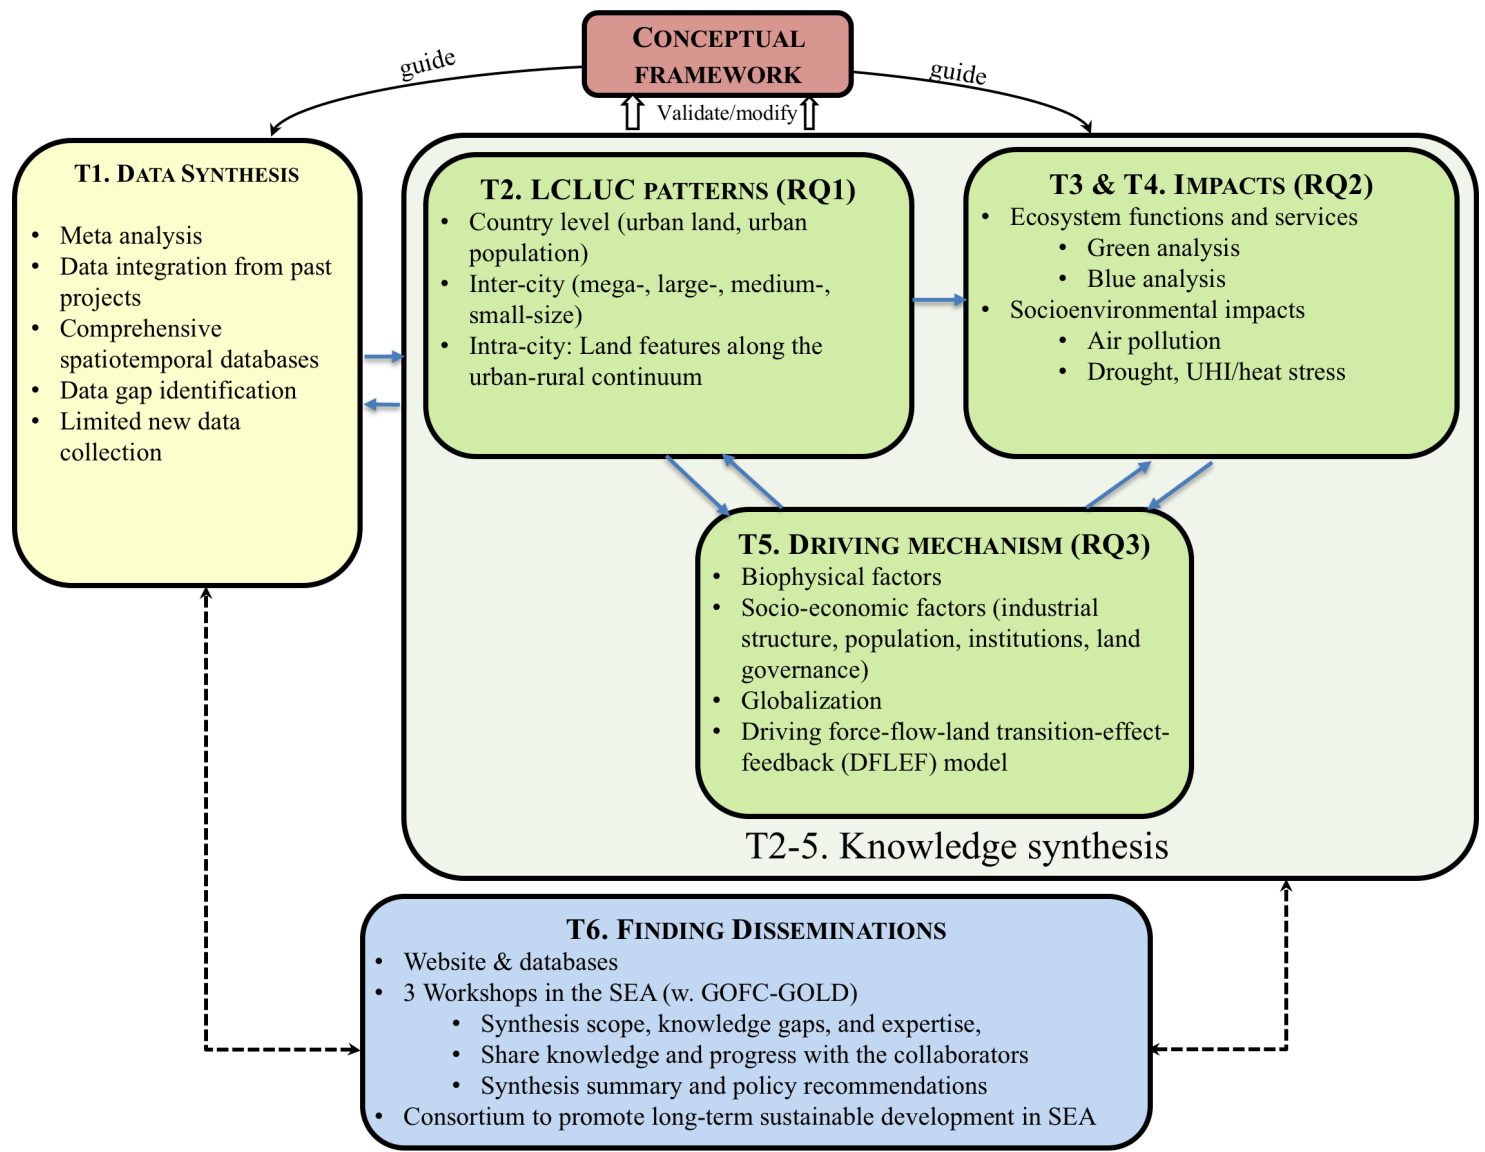 CONCEPTUAL
FRAMEWORK
guide
guide
Validate/modify
T1. DATA SYNTHESIS
• Meta analysis
• Data integration from past
projects
• Comprehensive
spatiotemporal databases
• Data gap identification
• Limited new data
collection
T2. LCLUC PATTERNS (RQ1)
• Country level (urban land, urban
population)
• Inter-city (mega-, large-, medium-,
small-size)
• Intra-city: Land features along the
urban-rural continuum
T3 & T4. IMPACTS (RQ2)
• Ecosystem functions and services
• Green analysis
• Blue analysis
• Socioenvironmental impacts
• Air pollution
• Drought, UHI/heat stress
T5. DRIVING MECHANISM (RQ3)
• Biophysical factors
• Socio-economic factors (industrial
structure, population, institutions, land
governance)
• Globalization
• Driving force-flow-land transition-effect-
feedback (DFLEF) model
T2-5. Knowledge synthesis
T6. FINDING DISSEMINATIONS
• Website & databases
• 3 Workshops in the SEA (w. GOFC-GOLD)
• Synthesis scope, knowledge gaps, and expertise,
• Share knowledge and progress with the collaborators
• Synthesis summary and policy recommendations
• Consortium to promote long-term sustainable development in SEA